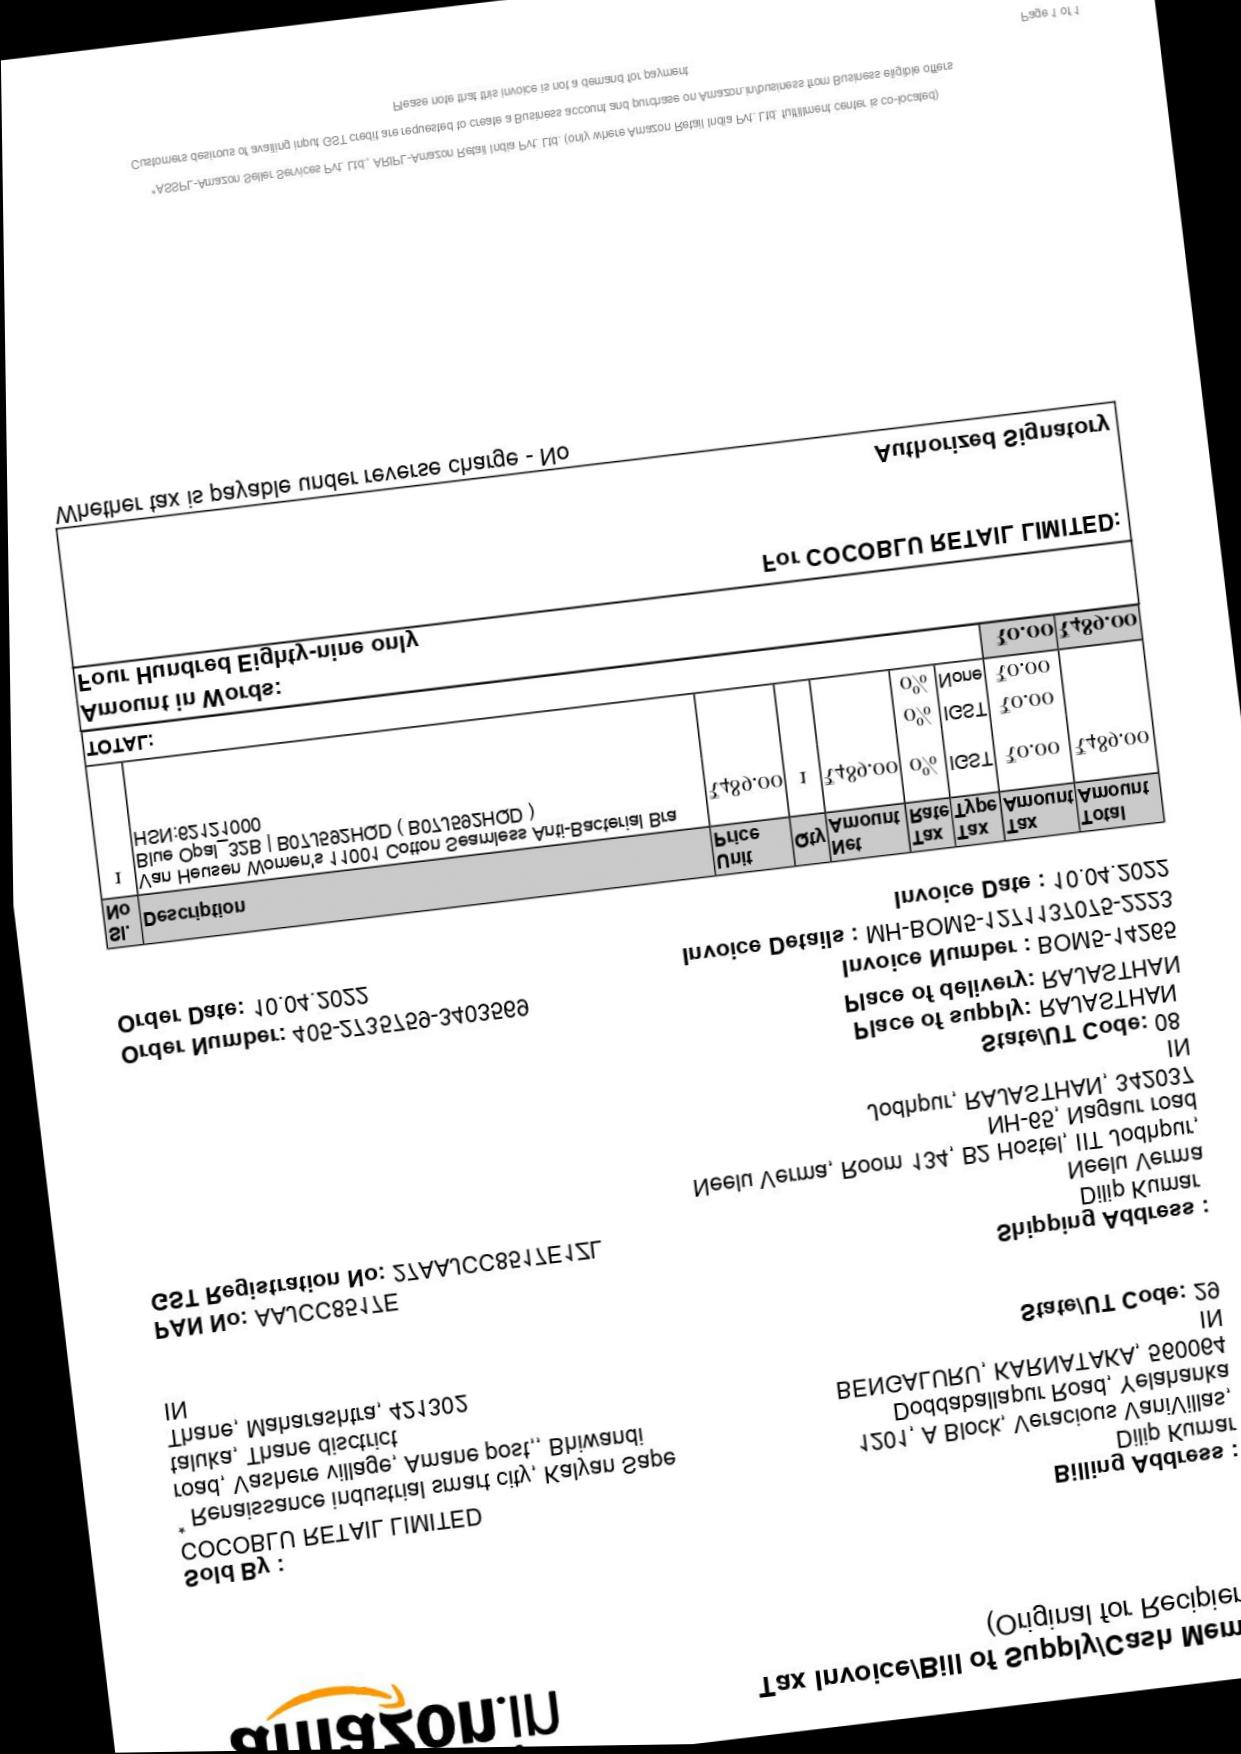 amazon.in
Tax Invoice/Bill of Supply/Cash Mem
(Original for Recipien
Sold By :
COCOBLU RETAIL LIMITED
* Renaissance industrial smart city, Kalyan Sape
road, Vashere village, Amane post,, Bhiwandi
taluka, Thane disctrict
Thane, Maharashtra, 421302
IN
PAN No: AAJCC8517E
GST Registration No: 27AAJCC8517E1ZL
Billing Address :
Dilip Kumar
1201, A Block, Veracious VaniVillas,
Doddaballapur Road, Yelahanka
BENGALURU, KARNATAKA, 560064
IN
State/UT Code: 29
Shipping Address :
Dilip Kumar
Neelu Verma
Neelu Verma, Room 134, B2 Hostel, IIT Jodhpur,
NH-65, Nagaur road
Jodhpur, RAJASTHAN, 342037
IN
State/UT Code: 08
Place of supply: RAJASTHAN
Place of delivery: RAJASTHAN
Order Number: 405-2735759-3403569
Order Date: 10.04.2022
Invoice Number : BOM5-14265
Invoice Details : MH-BOM5-1271137075-2223
Invoice Date : 10.04.2022
Sl. No Description Unit Price Qty Net Amount Tax Rate Tax Type Tax Amount Total Amount
1 Van Heusen Women's 11001 Cotton Seamless Anti-Bacterial Bra
Blue Opal_32B | B07J592HQD ( B07J592HQD )
HSN:62121000
₹489.00 1 ₹489.00 0% IGST ₹0.00 ₹489.00
0% IGST ₹0.00
0% None ₹0.00
TOTAL: ₹0.00 ₹489.00
Amount in Words:
Four Hundred Eighty-nine only
For COCOBLU RETAIL LIMITED:
Authorized Signatory
Whether tax is payable under reverse charge - No
*ASSPL-Amazon Seller Services Pvt. Ltd., ARIPL-Amazon Retail India Pvt. Ltd. (only where Amazon Retail India Pvt. Ltd. fulfillment center is co-located)
Customers desirous of availing input GST credit are requested to create a Business account and purchase on Amazon.in/business from Business eligible offers
Please note that this invoice is not a demand for payment
Page 1 of 1